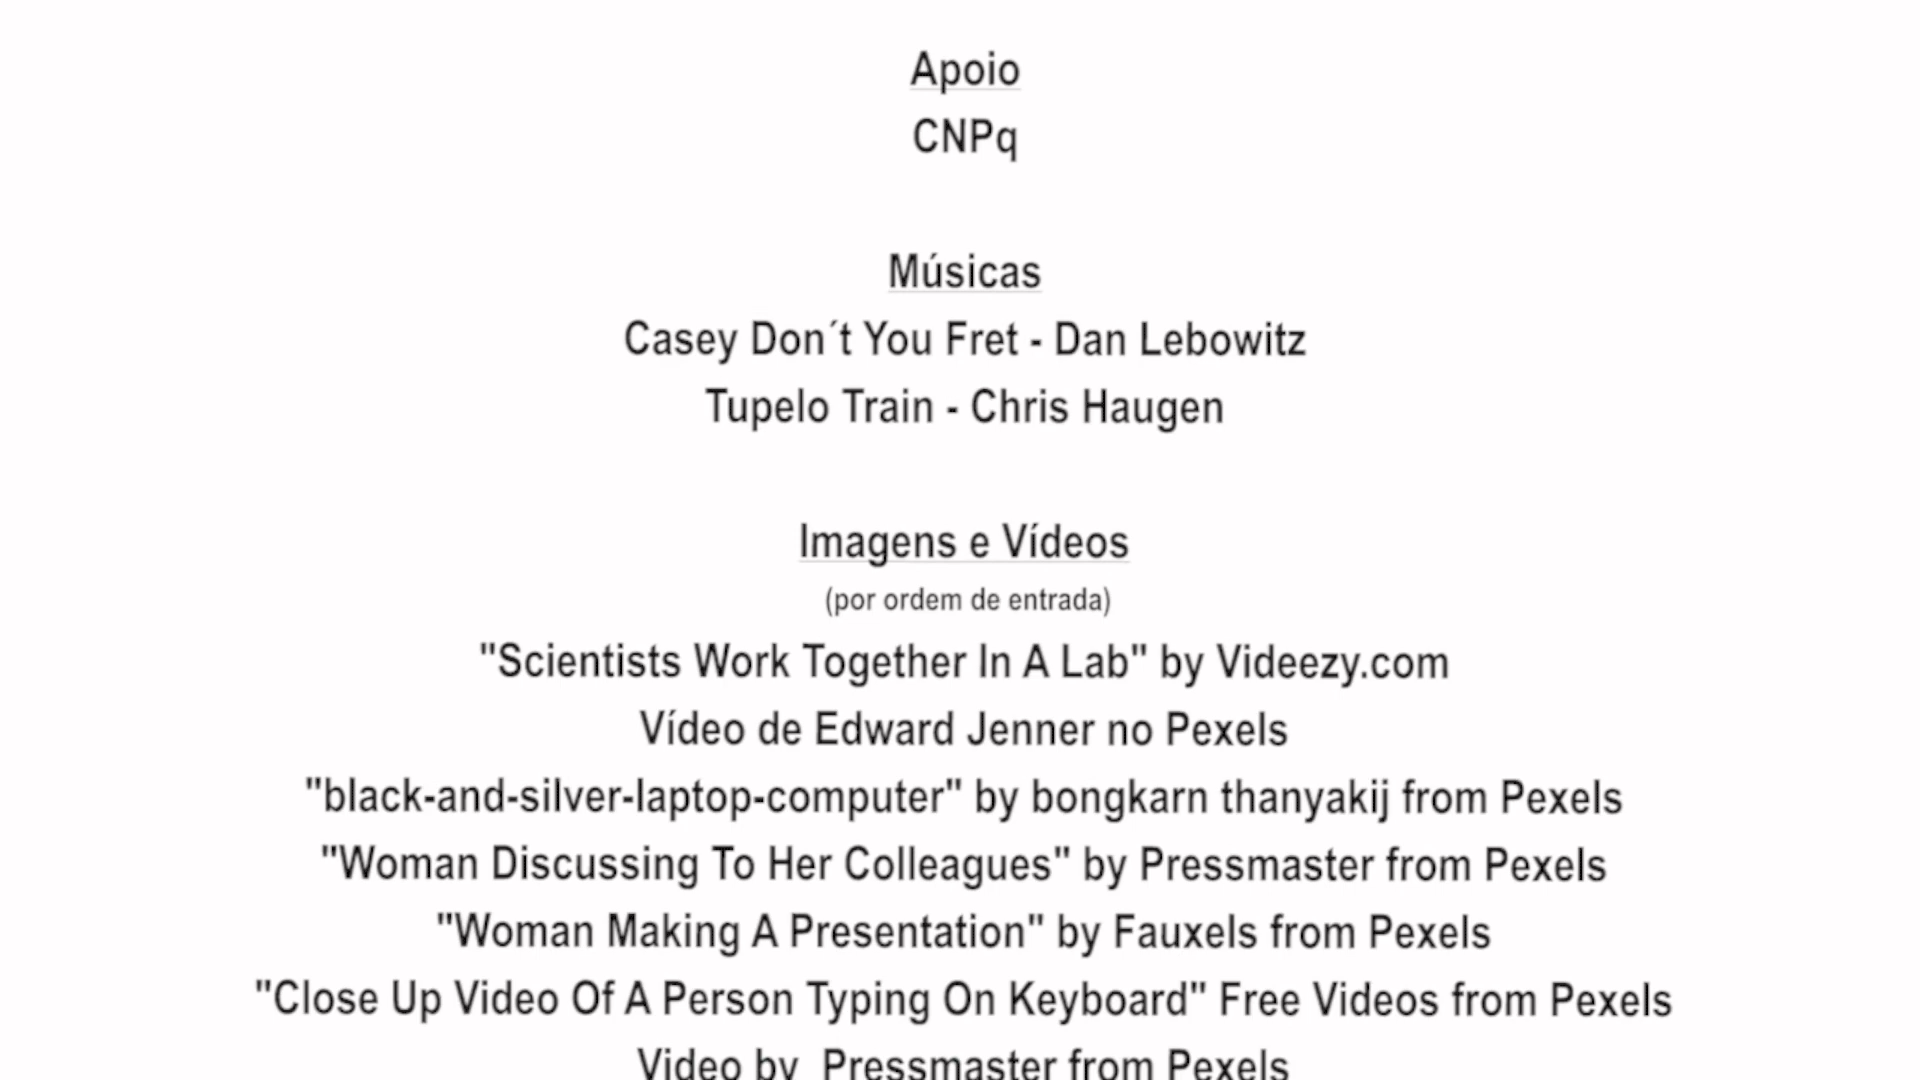 Apoio
CNPq
Músicas
Casey Don´t You Fret - Dan Lebowitz
Tupelo Train - Chris Haugen
Imagens e Vídeos
(por ordem de entrada)
"Scientists Work Together In A Lab" by Videezy.com
Vídeo de Edward Jenner no Pexels
"black-and-silver-laptop-computer" by bongkarn thanyakij from Pexels
"Woman Discussing To Her Colleagues" by Pressmaster from Pexels
"Woman Making A Presentation" by Fauxels from Pexels
"Close Up Video Of A Person Typing On Keyboard" Free Videos from Pexels
Video by  Pressmaster from Pexels